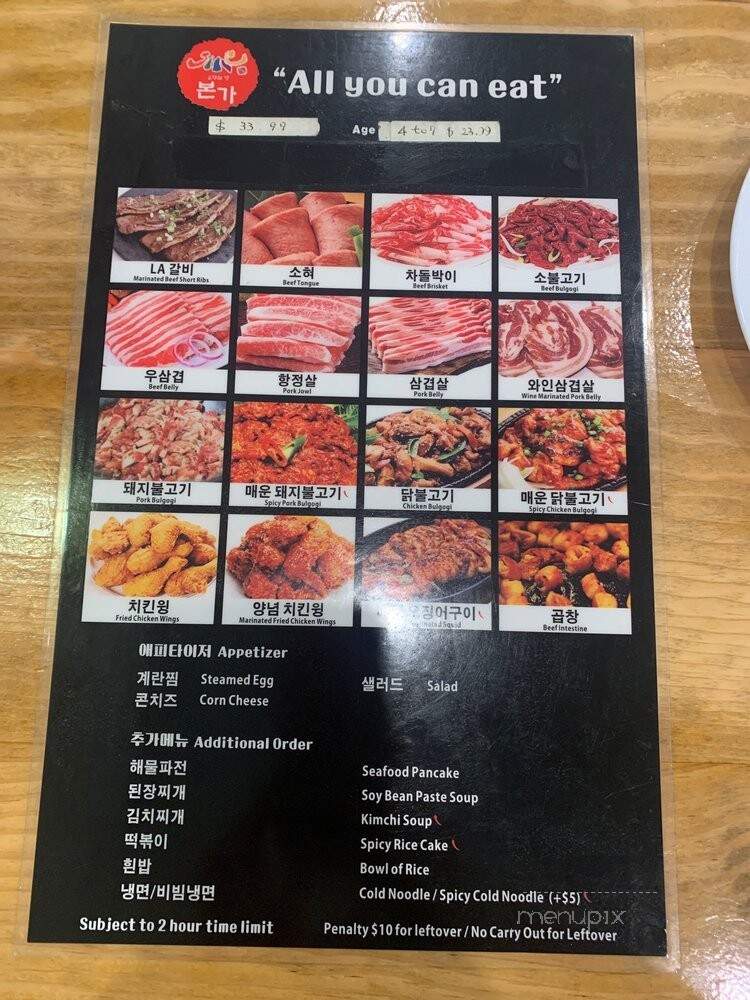 본가
"All you can eat"
$ 33.99
Age 4 to 9 $ 23.99
LA 갈비
Marinated Beef Short Ribs
소혀
Beef Tongue
차돌박이
Beef Brisket
소불고기
Beef Bulgogi
우삼겹
Beef Belly
항정살
Pork Jowl
삼겹살
Pork Belly
와인삼겹살
Wine Marinated Pork Belly
돼지불고기
Pork Bulgogi
매운 돼지불고기
Spicy Pork Bulgogi
닭불고기
Chicken Bulgogi
매운 닭불고기
Spicy Chicken Bulgogi
치킨윙
Fried Chicken Wings
양념 치킨윙
Marinated Fried Chicken Wings
Squid
곱창
Beef Intestine
애피타이저 Appetizer
계란찜 Steamed Egg
샐러드 Salad
콘치즈 Corn Cheese
추가메뉴 Additional Order
해물파전 Seafood Pancake
된장찌개 Soy Bean Paste Soup
김치찌개 Kimchi Soup
떡볶이 Spicy Rice Cake
흰밥 Bowl of Rice
냉면/비빔냉면 Cold Noodle / Spicy Cold Noodle (+$5)
menupix
Subject to 2 hour time limit
Penalty $10 for leftover / No Carry Out for Leftover